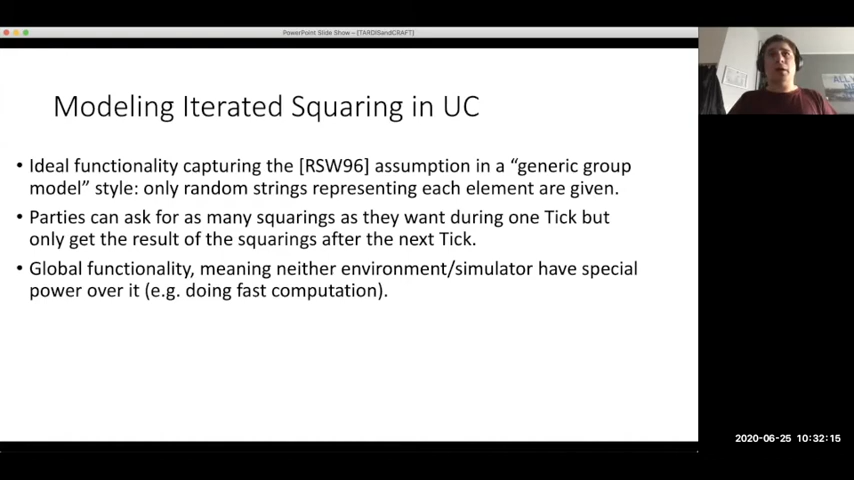 PowerPoint Slide Show – [TARDISandCRAFT]
Modeling Iterated Squaring in UC
• Ideal functionality capturing the [RSW96] assumption in a “generic group
model” style: only random strings representing each element are given.
• Parties can ask for as many squarings as they want during one Tick but
only get the result of the squarings after the next Tick.
• Global functionality, meaning neither environment/simulator have special
power over it (e.g. doing fast computation).
2020-06-25 10:32:15